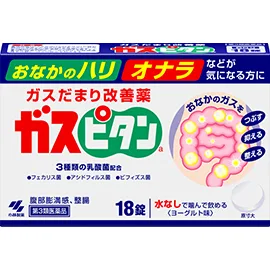 18錠
おなかのハリ オナラ などが気になる方に
ガスだまり改善薬
ガスピタンa
おなかのガスを
つぶす
抑える
整える
3種類の乳酸菌配合
●フェカリス菌 ●アシドフィルス菌 ●ビフィズス菌
小林製薬
腹部膨満感、整腸
第3類医薬品
18錠
水なしで噛んで飲める
(ヨーグルト味)
原寸大